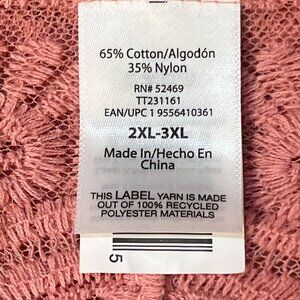 65% Cotton/Algodón
35% Nylon
RN# 52469
TT231161
EAN/UPC 1 9556410361
2XL-3XL
Made In/Hecho En
China
THIS LABEL YARN IS MADE
OUT OF 100% RECYCLED
POLYESTER MATERIALS
5